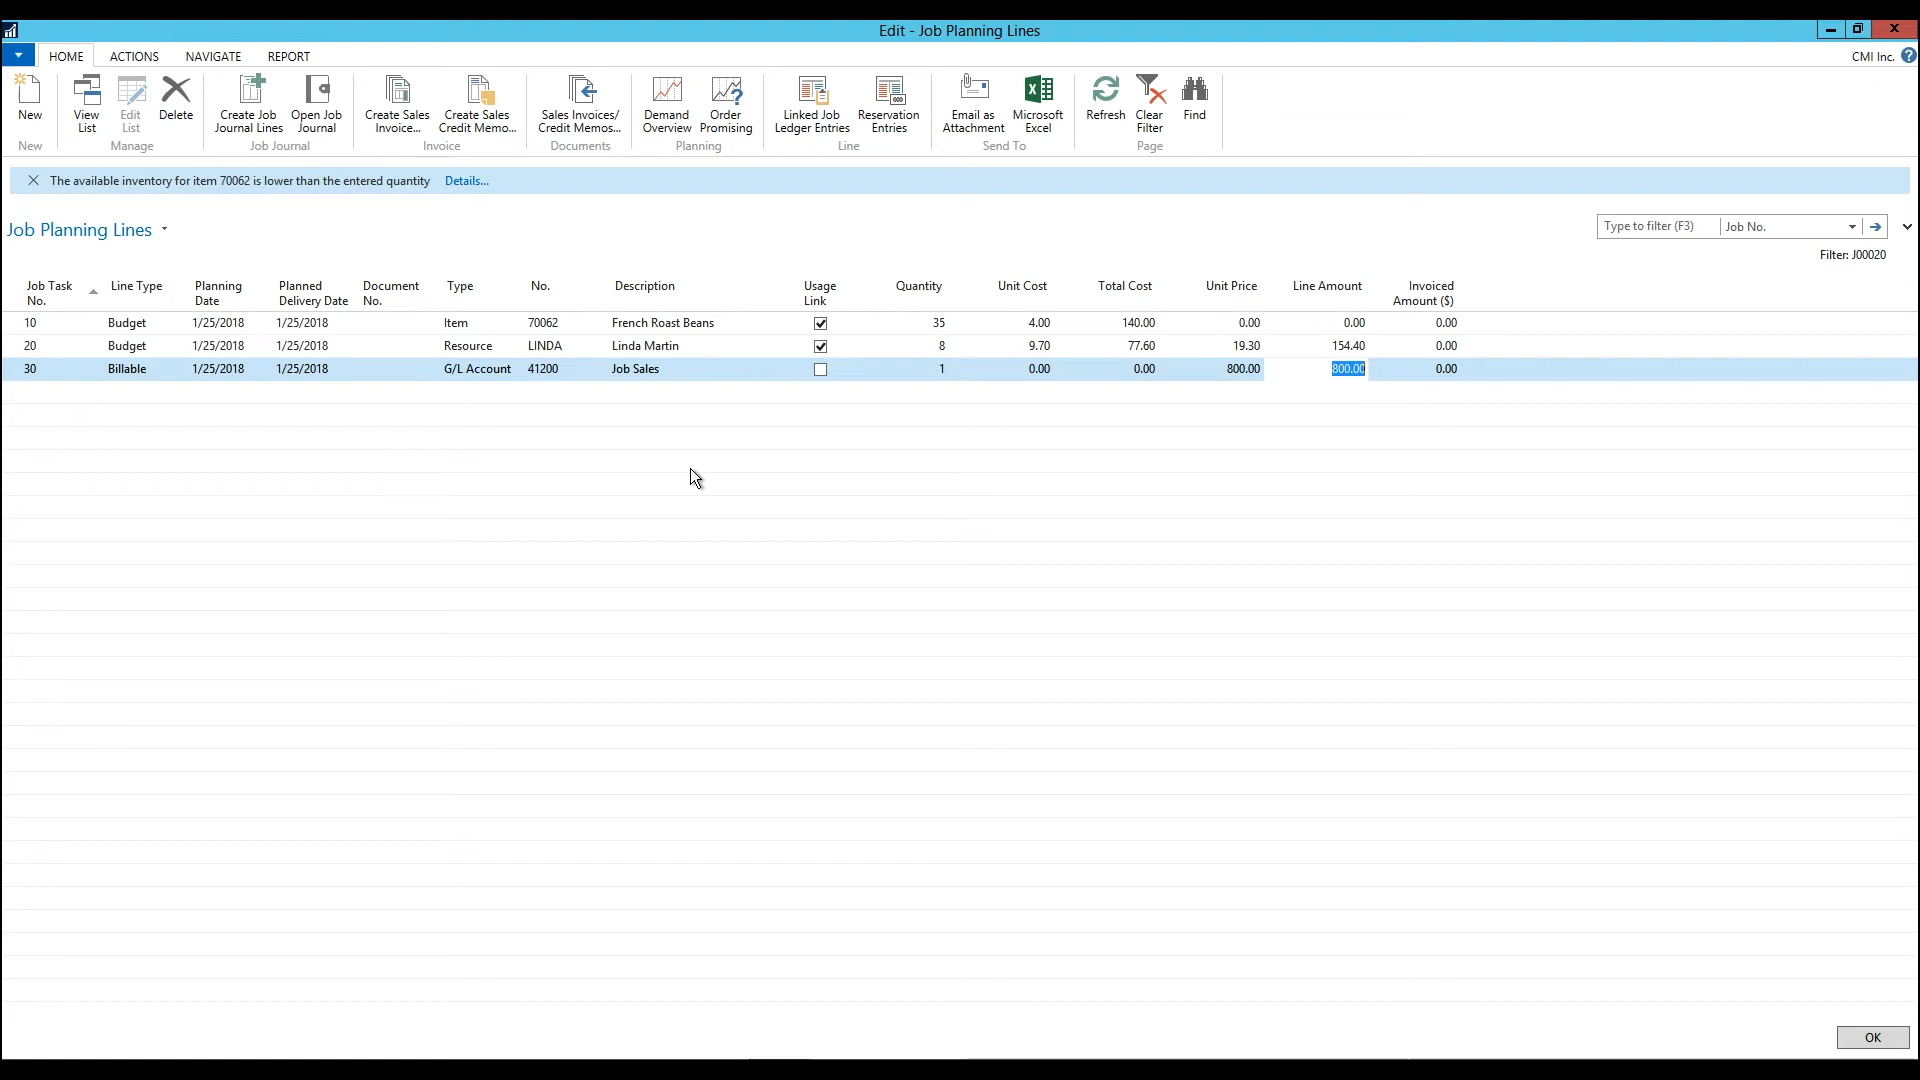 Edit - Job Planning Lines
HOME ACTIONS NAVIGATE REPORT
CMI Inc. ?
New
View List
Edit List
Delete
Create Job Journal Lines
Open Job Journal
Create Sales Invoice...
Create Sales Credit Memo...
Sales Invoices/ Credit Memos...
Demand Overview
Order Promising
Linked Job Ledger Entries
Reservation Entries
Email as Attachment
Microsoft Excel
Refresh
Clear Filter
Find
New Manage Job Journal Invoice Documents Planning Line Send To Page
The available inventory for item 70062 is lower than the entered quantity Details...
Job Planning Lines
Type to filter (F3) Job No.
Filter: J00020
Job Task No. Line Type Planning Date Planned Delivery Date Document No. Type No. Description Usage Link Quantity Unit Cost Total Cost Unit Price Line Amount Invoiced Amount ($)
10 Budget 1/25/2018 1/25/2018 Item 70062 French Roast Beans 35 4.00 140.00 0.00 0.00 0.00
20 Budget 1/25/2018 1/25/2018 Resource LINDA Linda Martin 8 9.70 77.60 19.30 154.40 0.00
30 Billable 1/25/2018 1/25/2018 G/L Account 41200 Job Sales 1 0.00 0.00 800.00 800.00 0.00
OK